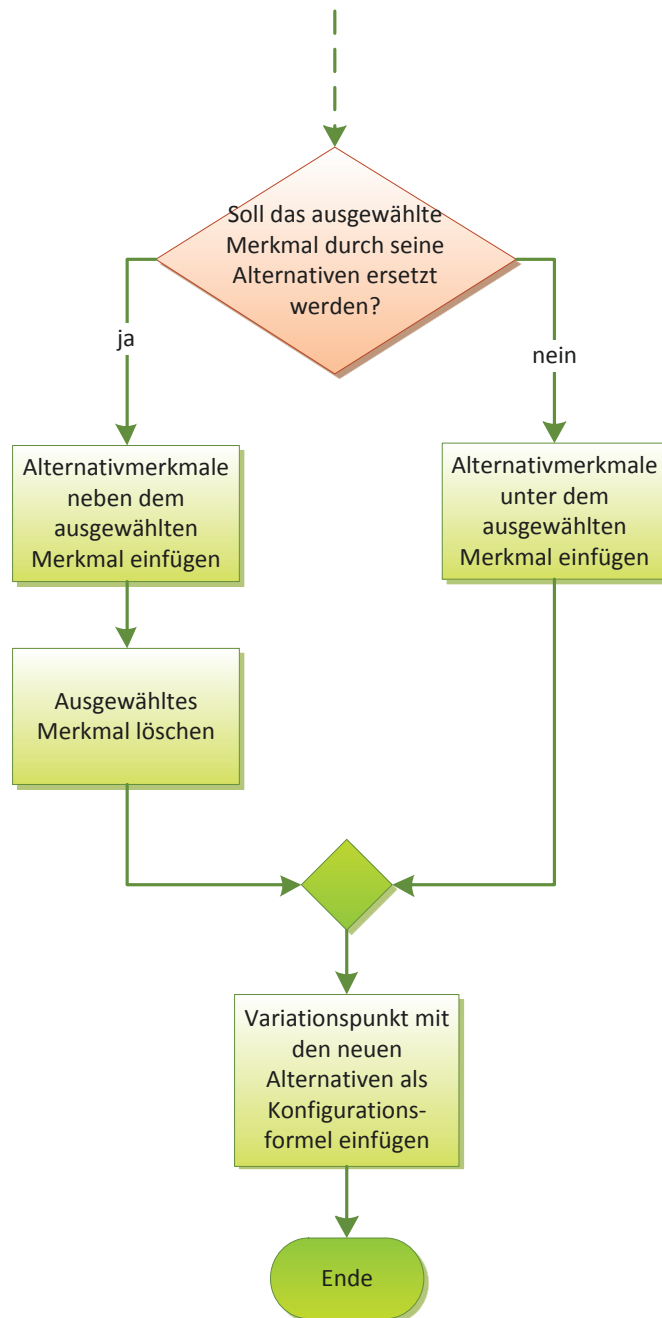 Soll das ausgewählte
Merkmal durch seine
Alternativen ersetzt
werden?
ja
nein
Alternativmerkmale
neben dem
ausgewählten
Merkmal einfügen
Alternativmerkmale
unter dem
ausgewählten
Merkmal einfügen
Ausgewähltes
Merkmal löschen
Variationspunkt mit
den neuen
Alternativen als
Konfigurations-
formel einfügen
Ende